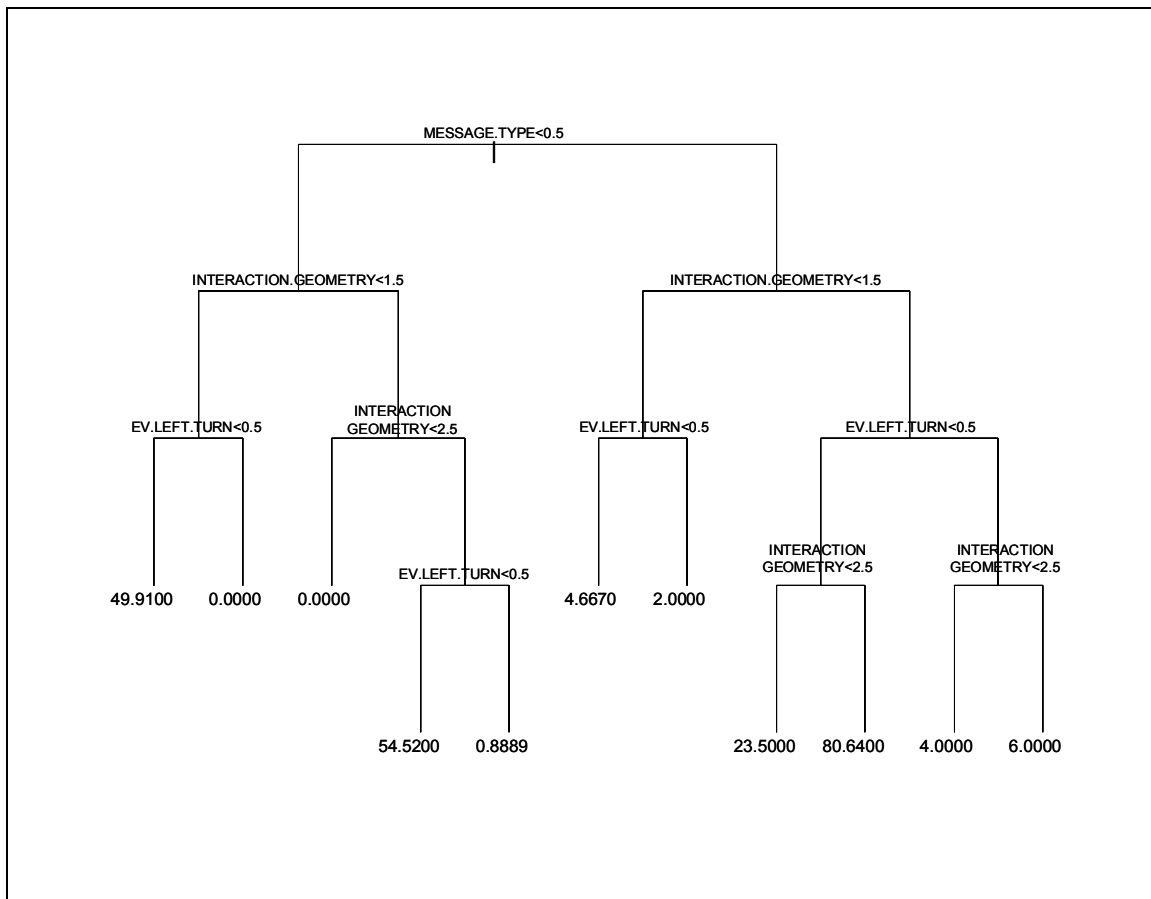 MESSAGE.TYPE<0.5
INTERACTION.GEOMETRY<1.5
INTERACTION.GEOMETRY<1.5
EV.LEFT.TURN<0.5
INTERACTION
GEOMETRY<2.5
EV.LEFT.TURN<0.5
EV.LEFT.TURN<0.5
49.9100
0.0000
0.0000
EV.LEFT.TURN<0.5
4.6670
2.0000
INTERACTION
GEOMETRY<2.5
INTERACTION
GEOMETRY<2.5
54.5200
0.8889
23.5000
80.6400
4.0000
6.0000